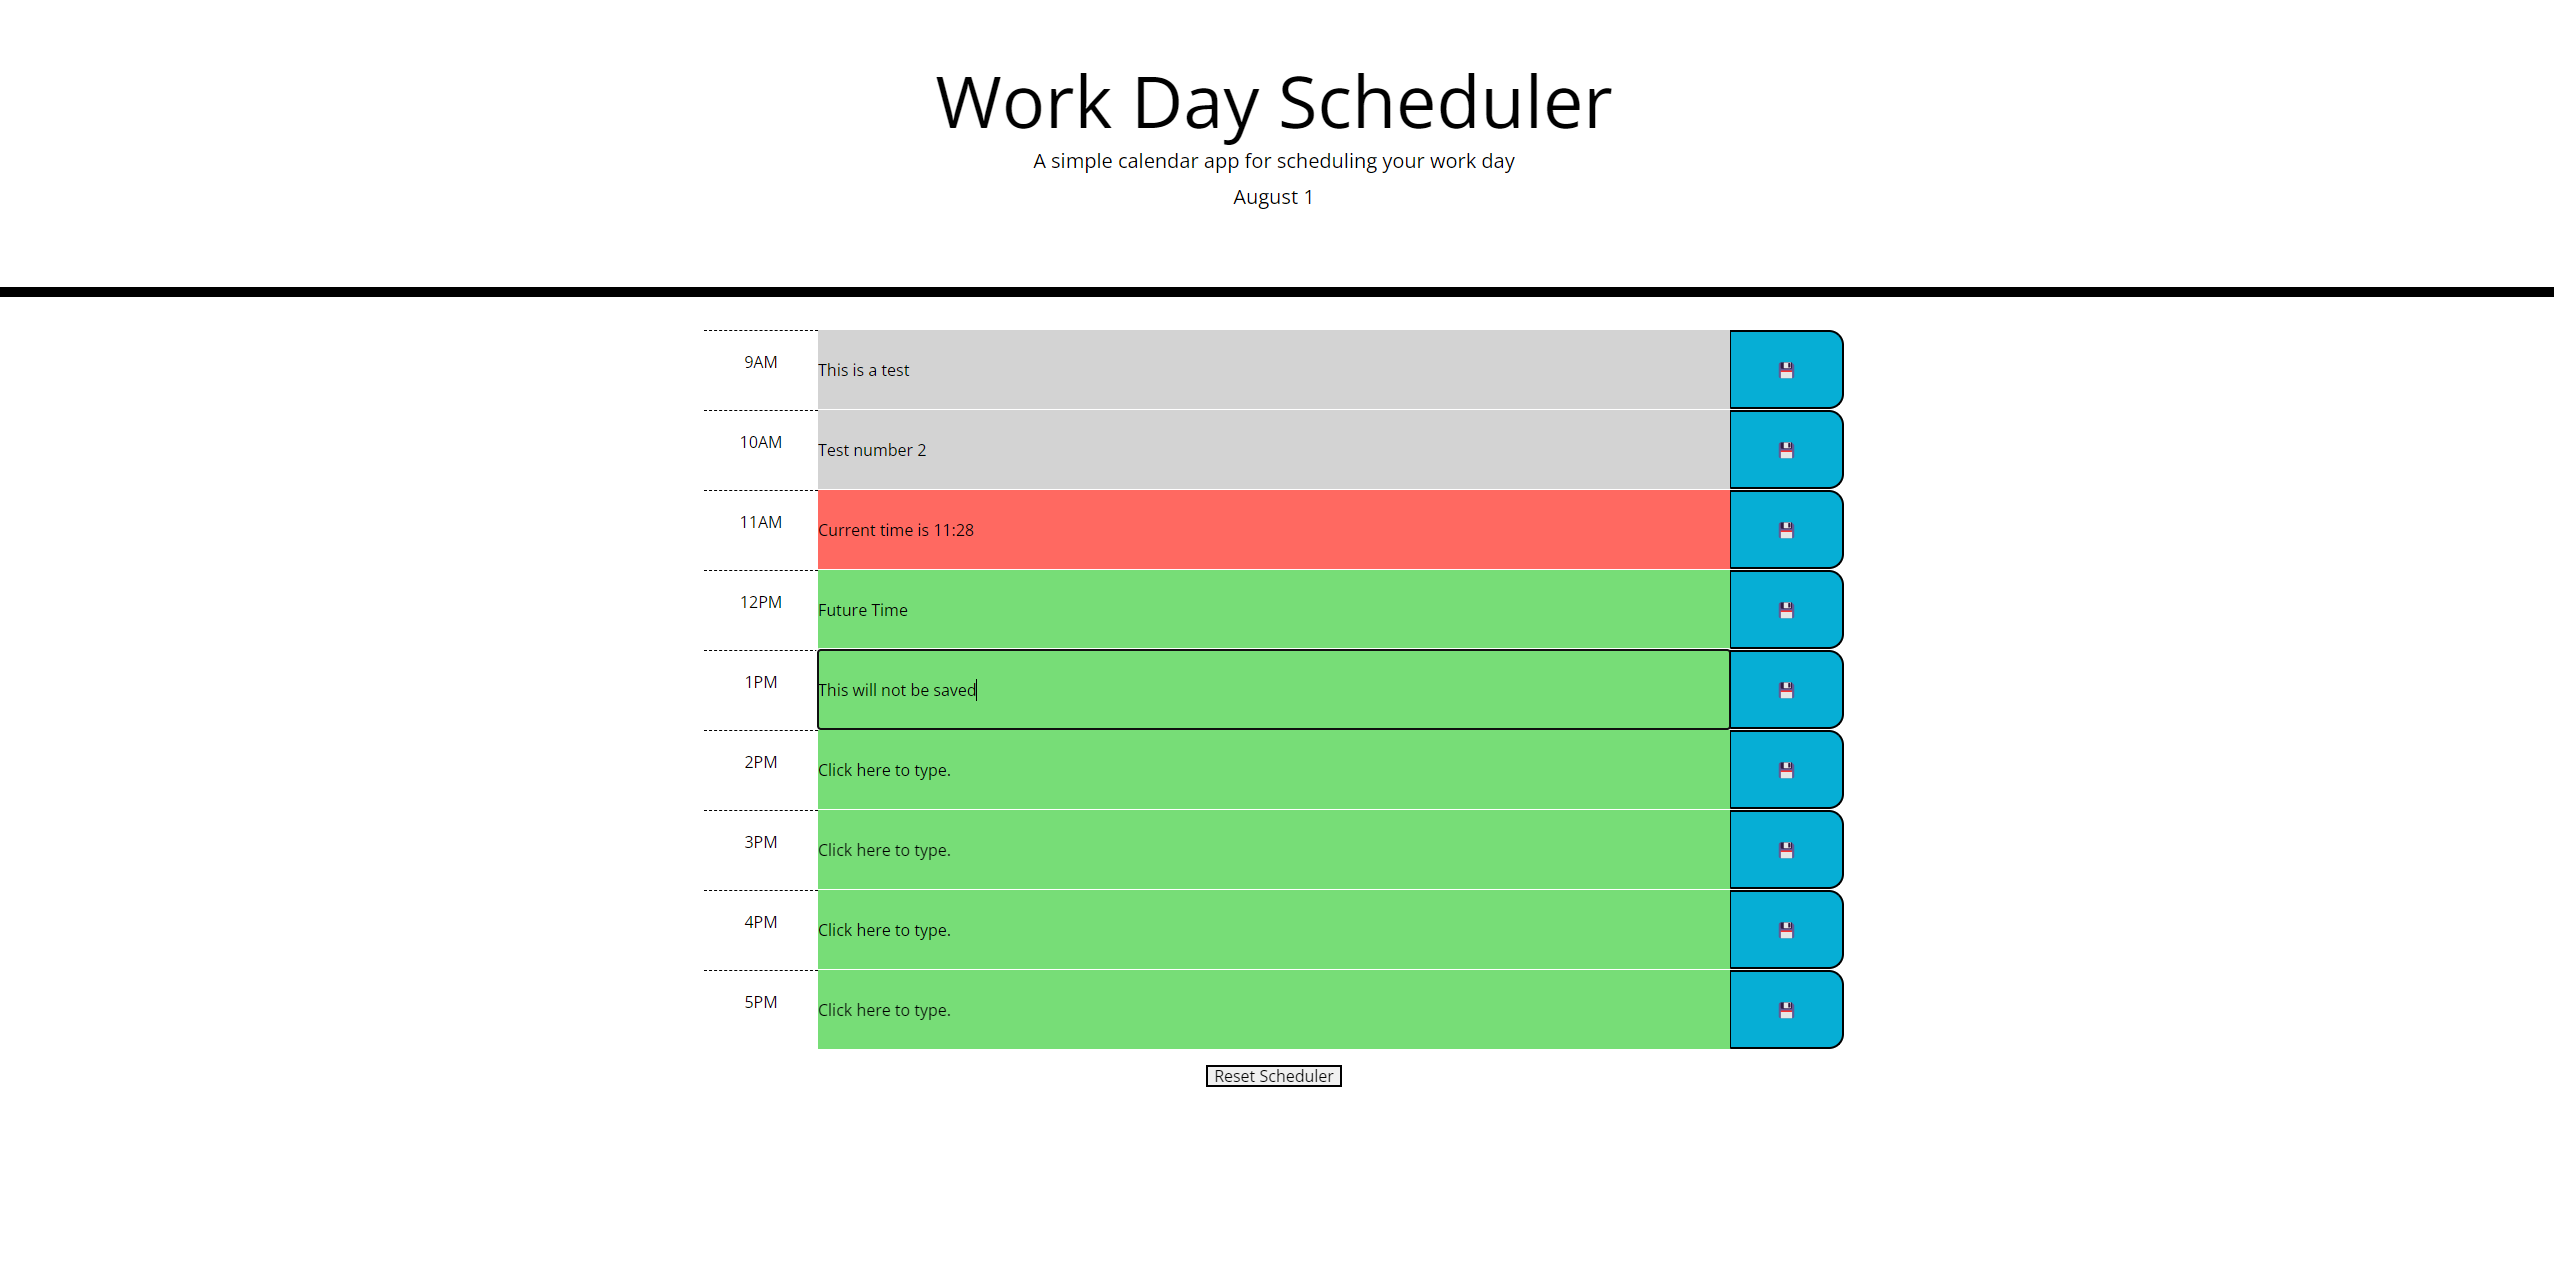 Work Day Scheduler
A simple calendar app for scheduling your work day
August 1
9AM This is a test
10AM Test number 2
11AM Current time is 11:28
12PM Future Time
1PM This will not be saved
2PM Click here to type.
3PM Click here to type.
4PM Click here to type.
5PM Click here to type.
Reset Scheduler